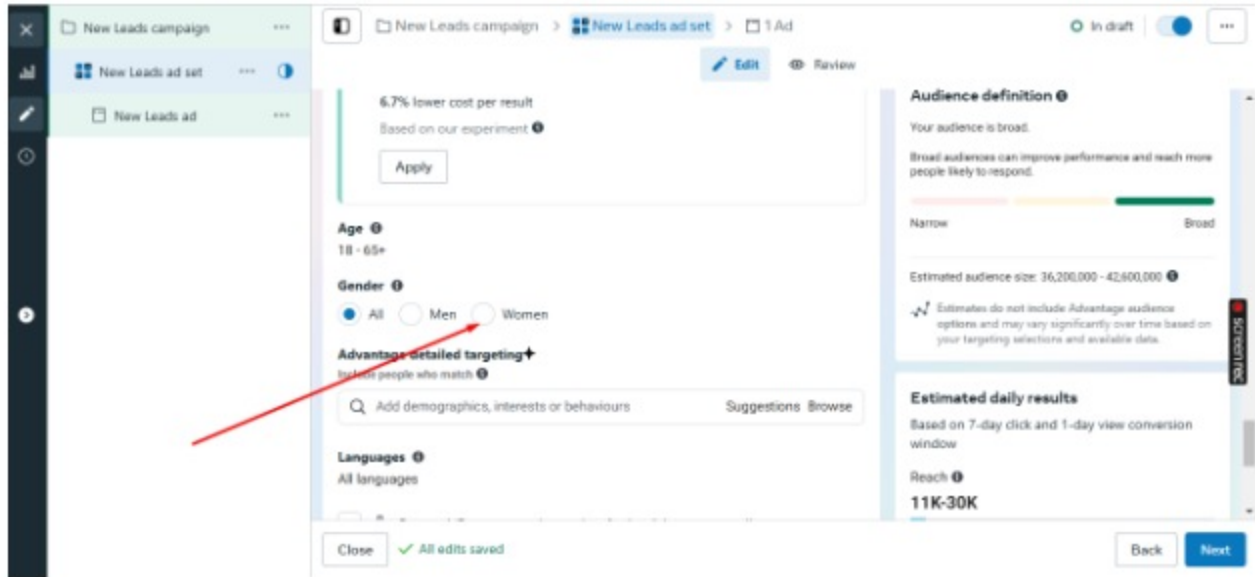 New Leads campaign
New Leads ad set
New Leads ad
New Leads campaign > New Leads ad set > 1 Ad
In draft
Edit
Review
6.7% lower cost per result
Based on our experiment
Apply
Age
18 - 65+
Gender
All Men Women
Advantage detailed targeting
Include people who match
Add demographics, interests or behaviours Suggestions Browse
Languages
All languages
Close All edits saved
Audience definition
Your audience is broad.
Broad audiences can improve performance and reach more
people likely to respond.
Narrow Broad
Estimated audience size: 36,200,000 - 42,600,000
Estimates do not include Advantage audience
options and may vary significantly over time based on
your targeting selections and available data.
Estimated daily results
Based on 7-day click and 1-day view conversion
window
Reach
11K-30K
Back Next
screenrec